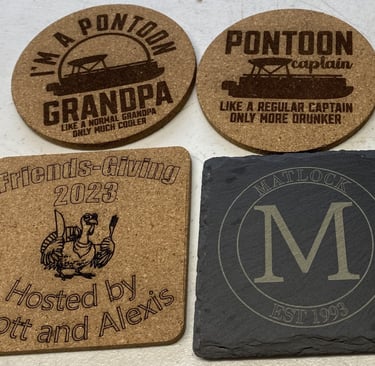 I'M A PONTOON
GRANDPA
LIKE A NORMAL GRANDPA
ONLY MUCH COOLER
PONTOON
captain
LIKE A REGULAR CAPTAIN
ONLY MORE DRUNKER
Friends-Giving
2023
Hosted by
ott and Alexis
MATLOCK
M
EST 1993